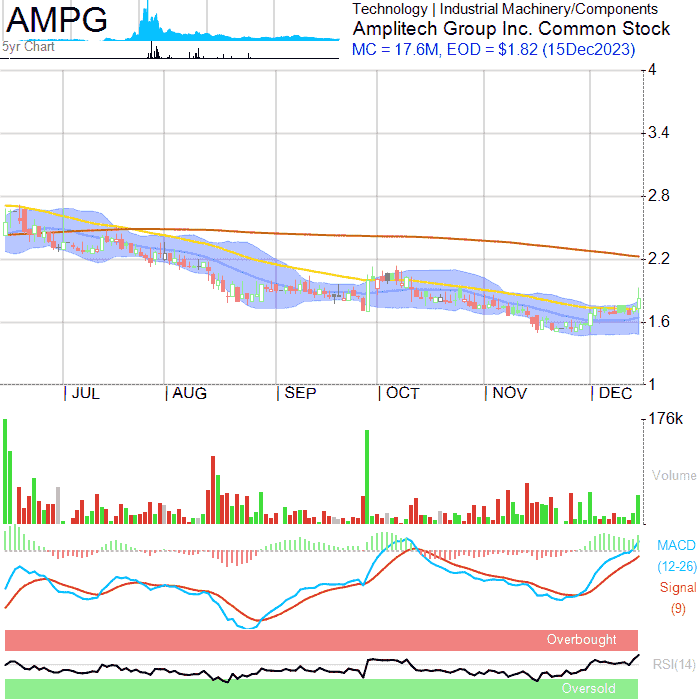 AMPG
5yr Chart
Technology | Industrial Machinery/Components
Amplitech Group Inc. Common Stock
MC = 17.6M, EOD = $1.82 (15Dec2023)
4
3.4
2.8
2.2
1.6
1
JUL
AUG
SEP
OCT
NOV
DEC
176k
Volume
MACD
(12-26)
Signal
(9)
Overbought
RSI(14)
Oversold